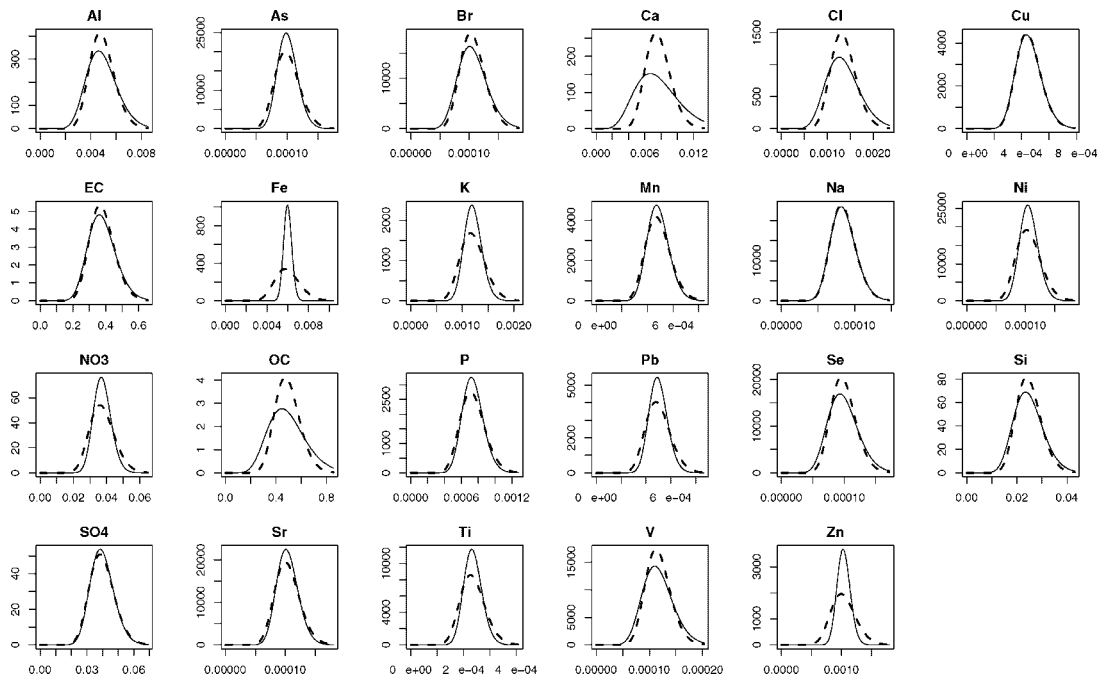 Al
0 100 300
0.000 0.004 0.008
As
0 10000 25000
0.00000 0.00010
Br
0 10000
0.00000 0.00010
Ca
0 50 150 250
0.000 0.006 0.012
Cl
0 500 1500
0.0000 0.0010 0.0020
Cu
0 2000 4000
0 e+00 4 e-04 8 e-04
EC
0 1 2 3 4 5
0.0 0.2 0.4 0.6
Fe
0 400 800
0.000 0.004 0.008
K
0 1000 2000
0.0000 0.0010 0.0020
Mn
0 2000 4000
0 e+00 6 e-04
Na
0 10000
0.00000 0.00010
Ni
0 10000 25000
0.00000 0.00010
NO3
0 20 40 60
0.00 0.02 0.04 0.06
OC
0 1 2 3 4
0.0 0.4 0.8
P
0 1000 2500
0.0000 0.0006 0.0012
Pb
0 2000 5000
0 e+00 6 e-04
Se
0 10000 20000
0.00000 0.00010
Si
0 20 40 60 80
0.00 0.02 0.04
SO4
0 20 40
0.00 0.03 0.06
Sr
0 10000 20000
0.00000 0.00010
Ti
0 4000 8000 12000
0 e+00 2 e-04 4 e-04
V
0 5000 15000
0.00000 0.00010 0.00020
Zn
0 1000 3000
0.0000 0.0010